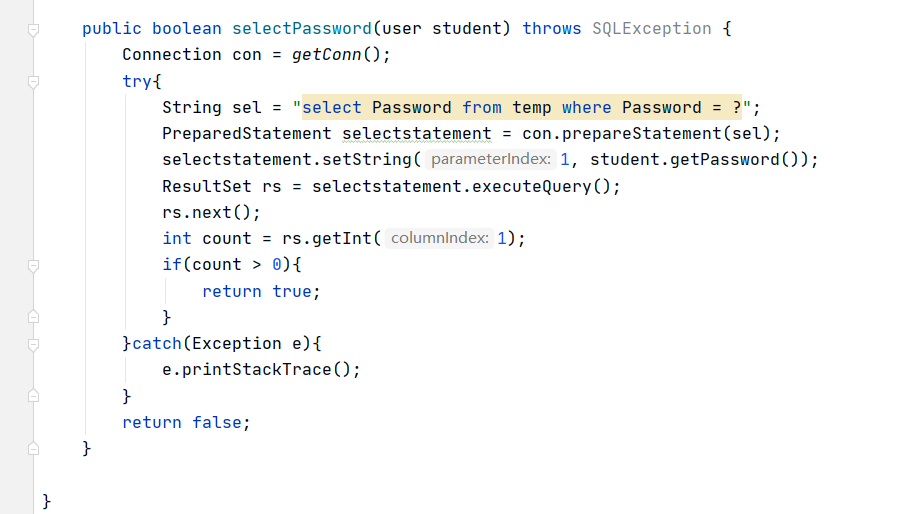 public boolean selectPassword(user student) throws SQLException {
Connection con = getConn();
try{
String sel = "select Password from temp where Password = ?";
PreparedStatement selectstatement = con.prepareStatement(sel);
selectstatement.setString( parameterIndex: 1, student.getPassword());
ResultSet rs = selectstatement.executeQuery();
rs.next();
int count = rs.getInt( columnIndex: 1);
if(count > 0){
return true;
}
}catch(Exception e){
e.printStackTrace();
}
return false;
}
}